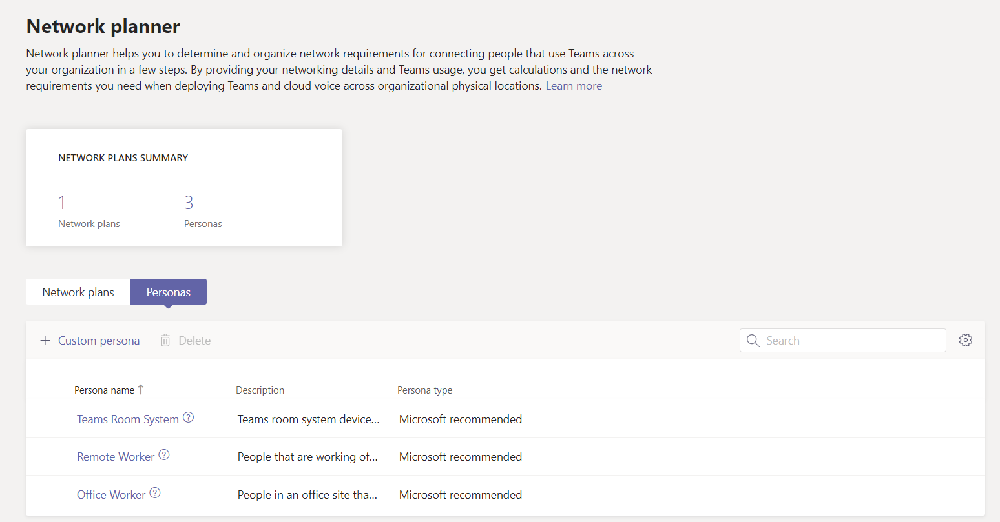 Network planner
Network planner helps you to determine and organize network requirements for connecting people that use Teams across
your organization in a few steps. By providing your networking details and Teams usage, you get calculations and the network
requirements you need when deploying Teams and cloud voice across organizational physical locations. Learn more
NETWORK PLANS SUMMARY
1 3
Network plans Personas
Network plans Personas
+ Custom persona Delete Search
Persona name ↑ Description Persona type
Teams Room System ? Teams room system device... Microsoft recommended
Remote Worker ? People that are working of... Microsoft recommended
Office Worker ? People in an office site tha... Microsoft recommended